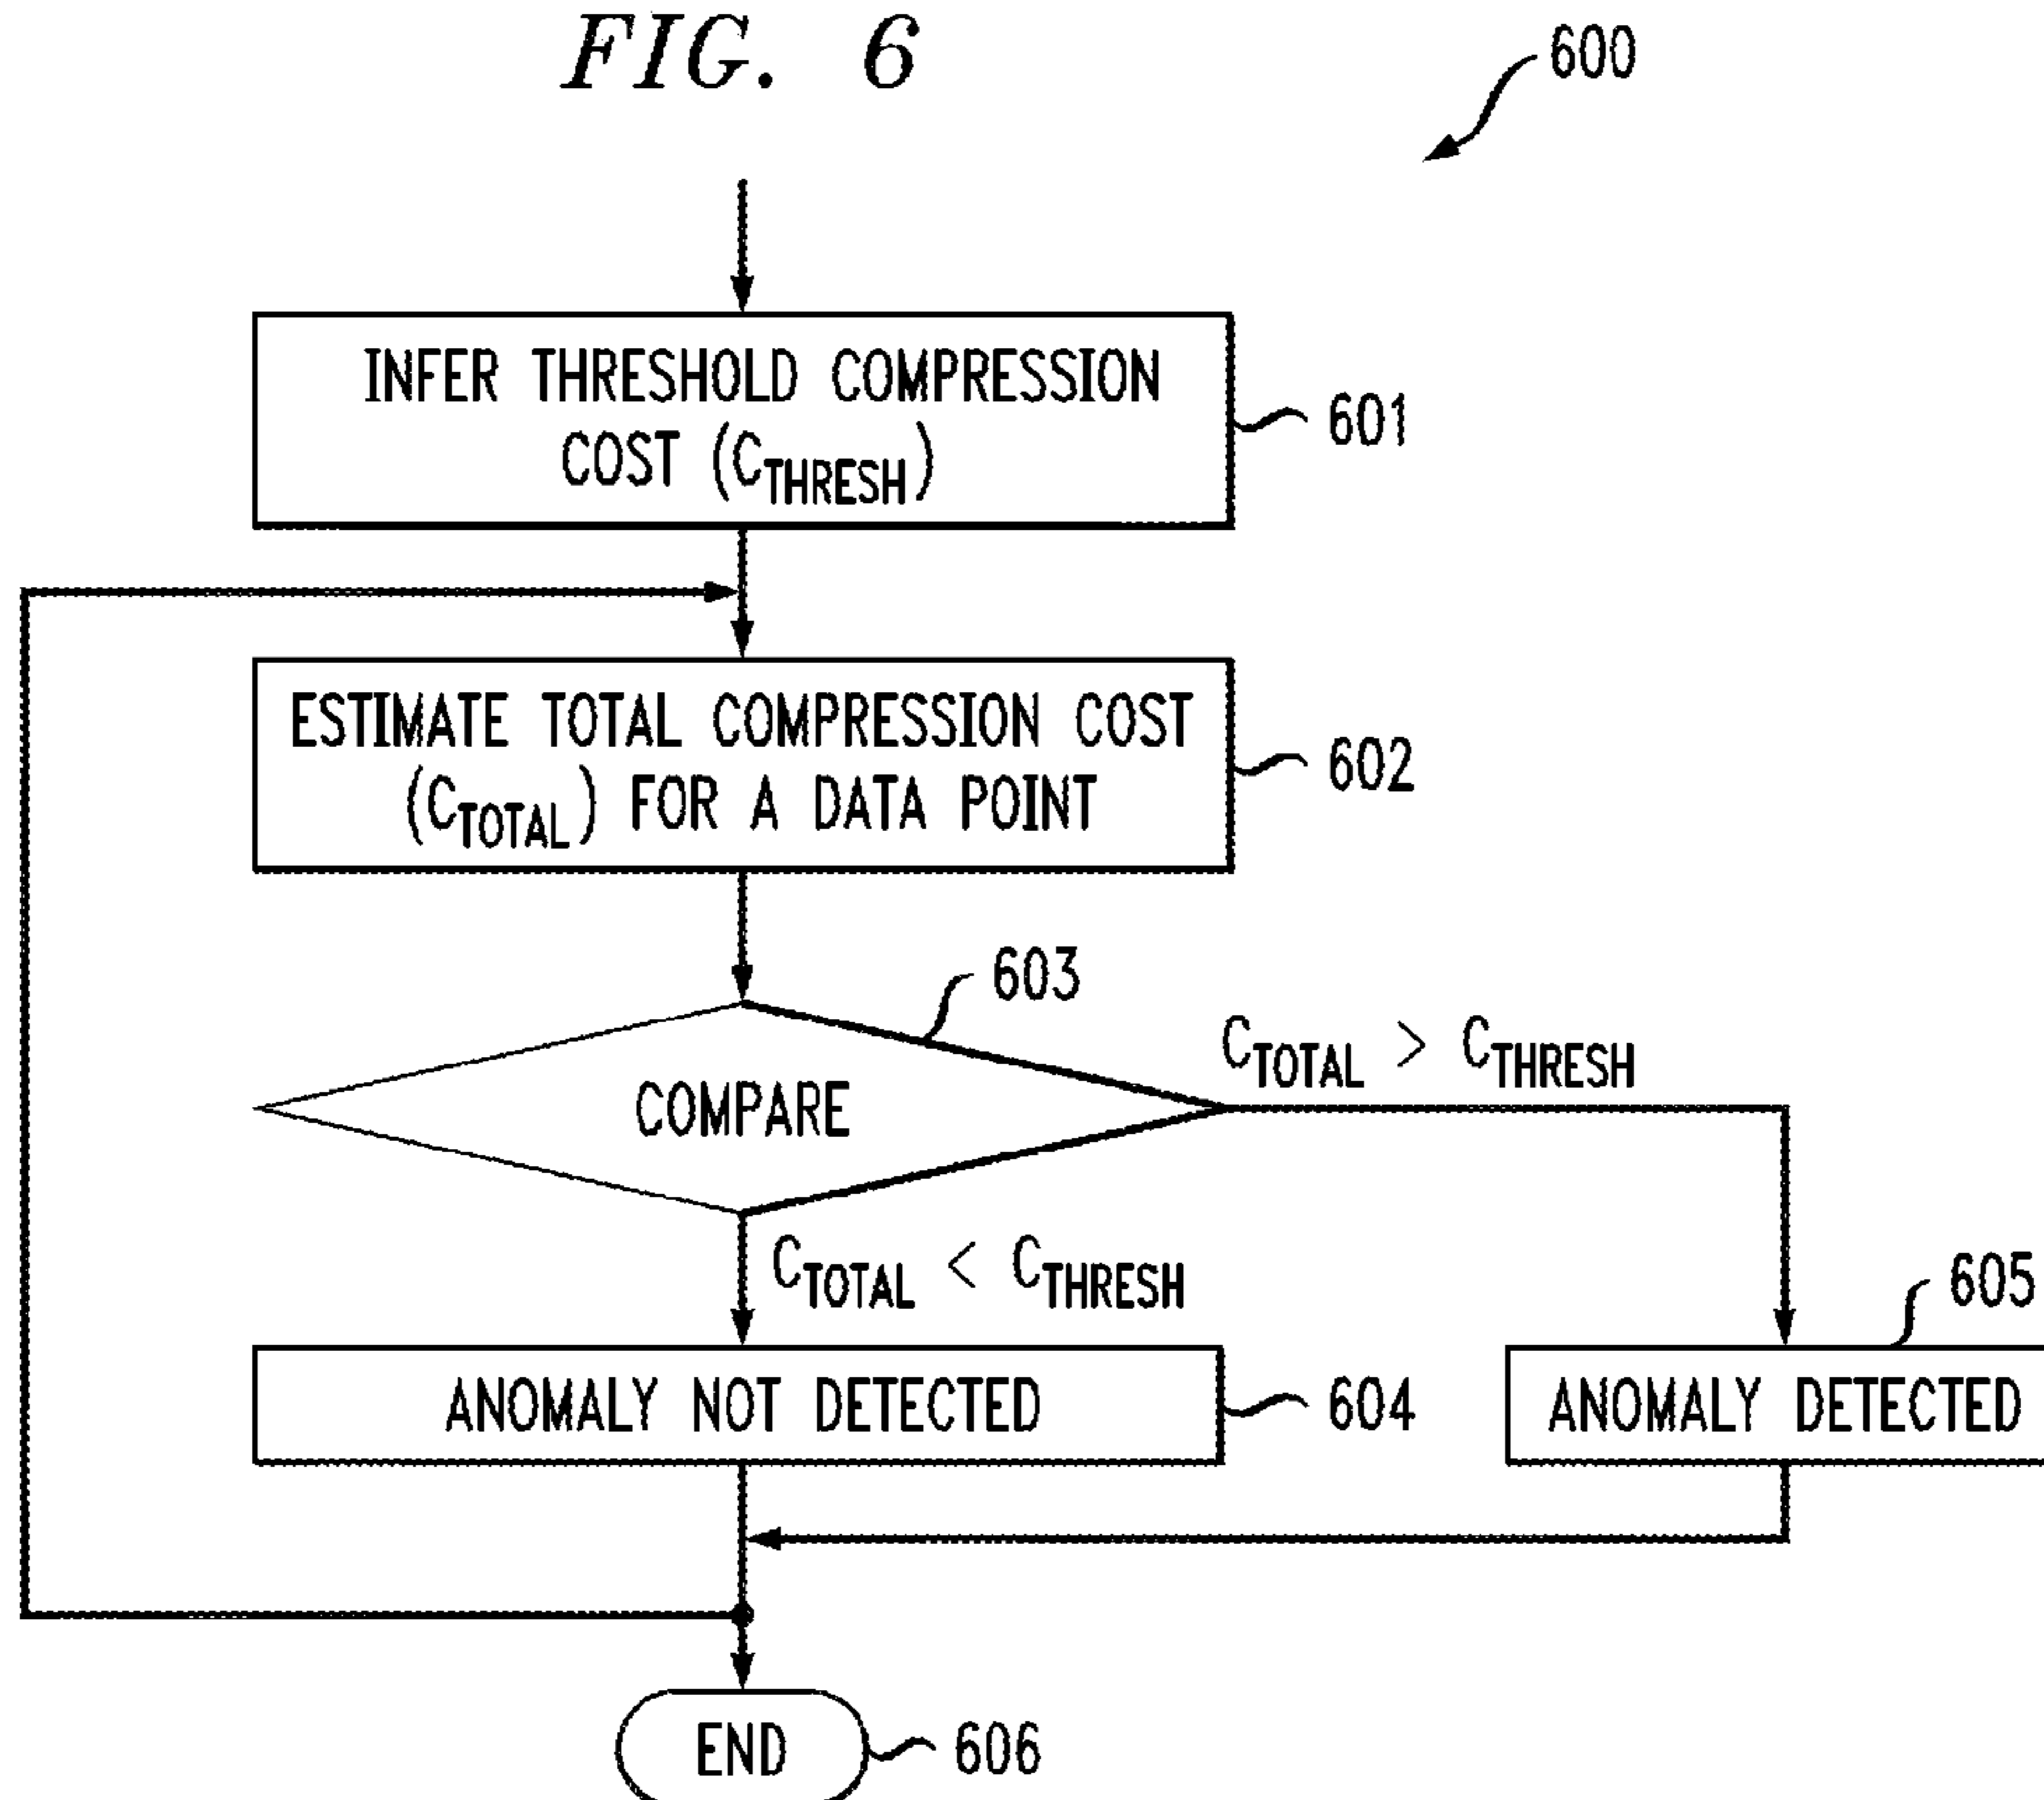 FIG. 6
600
INFER THRESHOLD COMPRESSION
COST (CTHRESH)
601
ESTIMATE TOTAL COMPRESSION COST
(CTOTAL) FOR A DATA POINT
602
603
COMPARE
CTOTAL > CTHRESH
CTOTAL < CTHRESH
605
ANOMALY NOT DETECTED
604
ANOMALY DETECTED
END
606